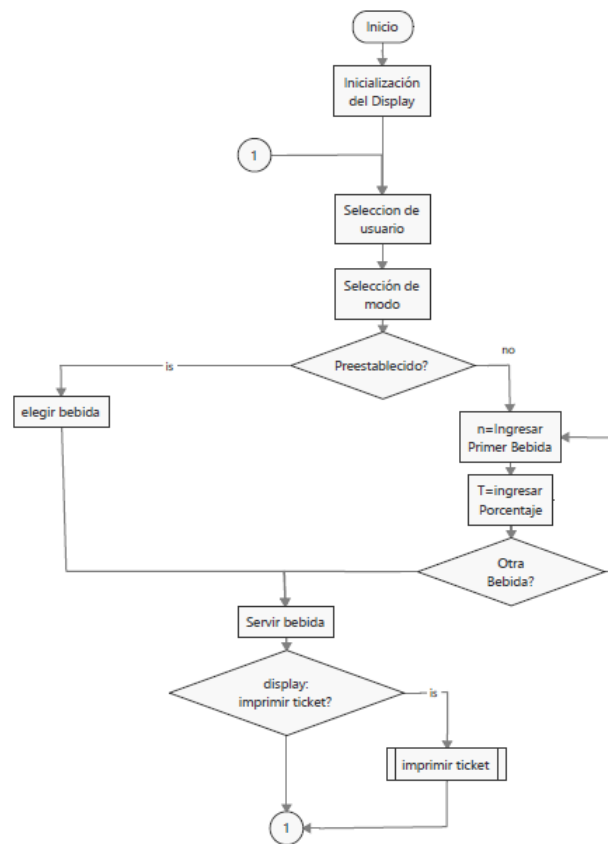 Inicio
Inicialización
del Display
1
Seleccion de
usuario
Selección de
modo
Preestablecido?
is
no
elegir bebida
n=Ingresar
Primer Bebida
T=ingresar
Porcentaje
Otra
Bebida?
Servir bebida
display:
imprimir ticket?
is
imprimir ticket
1